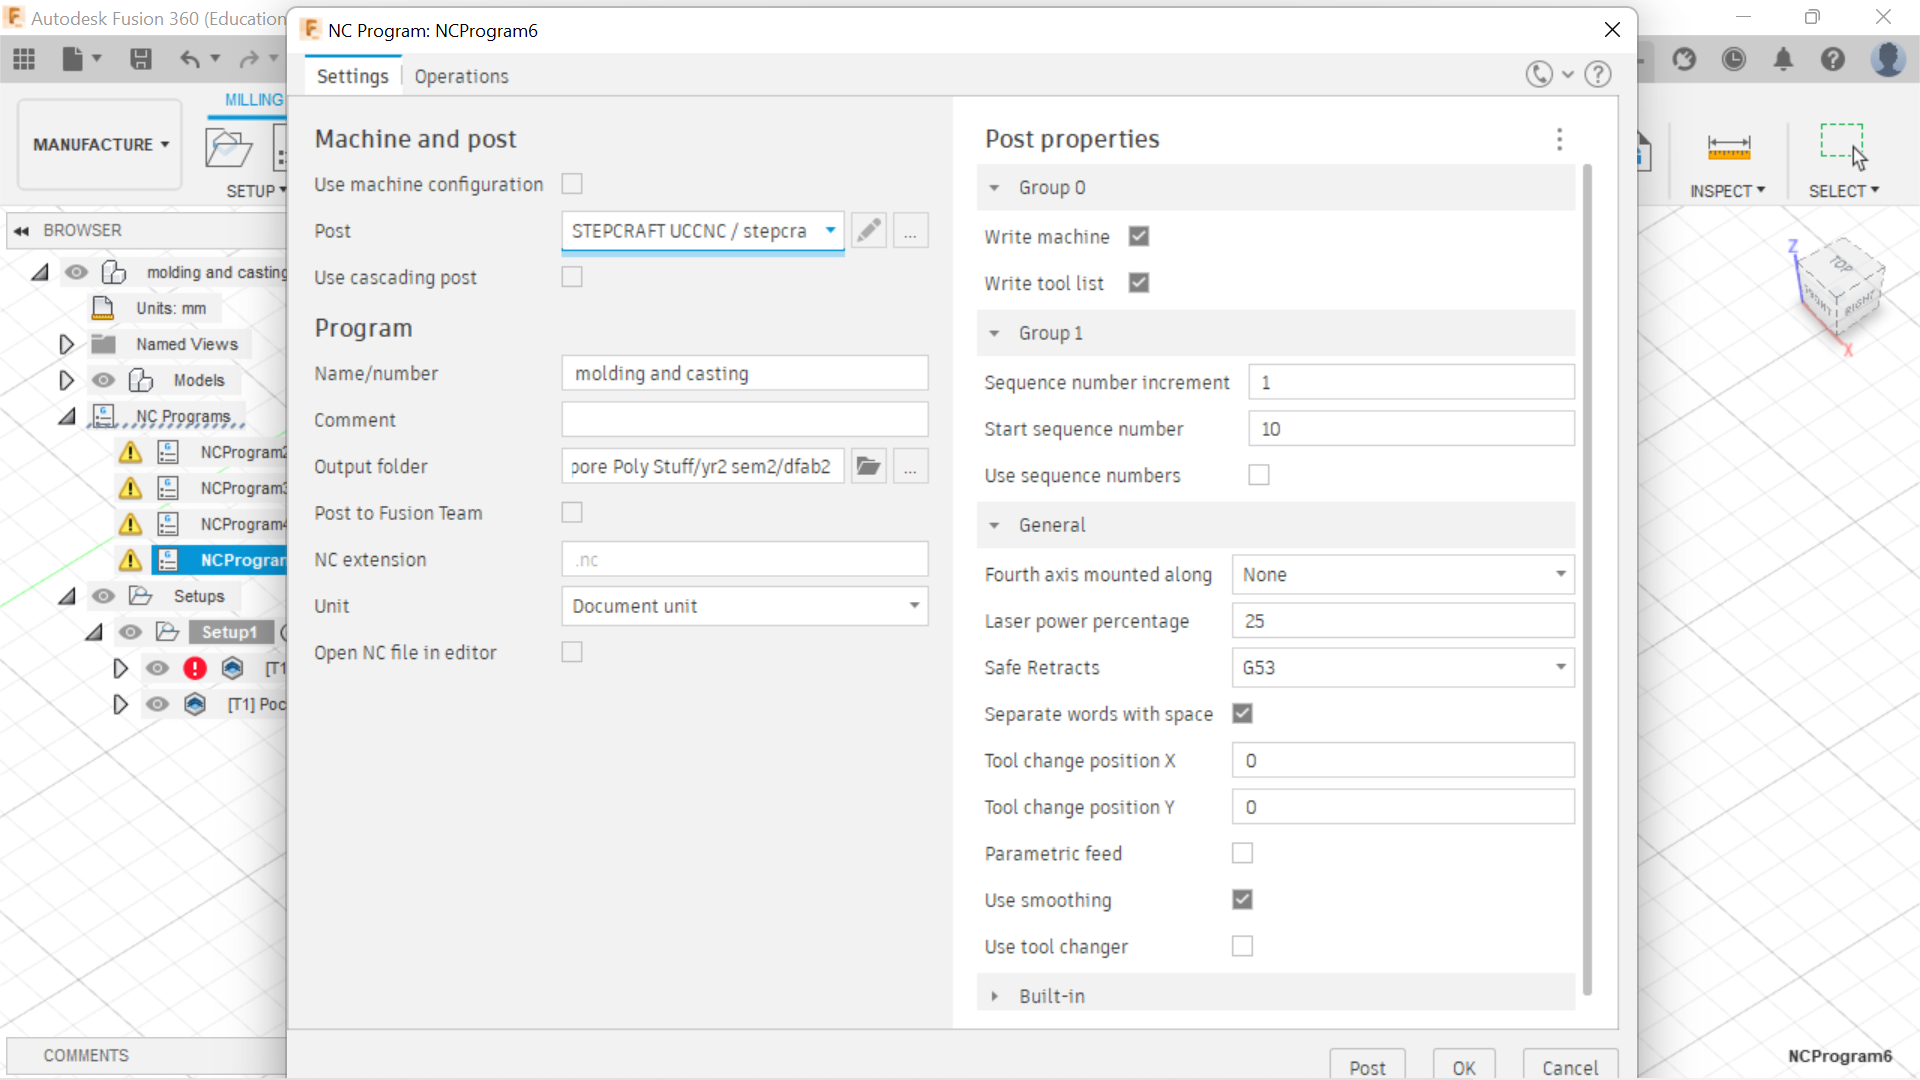 Autodesk Fusion 360 (Education
NC Program: NCProgram6
Settings
Operations
MILLING
MANUFACTURE
SETUP
INSPECT
SELECT
BROWSER
molding and casting
Units: mm
Named Views
Models
NC Programs
NCProgram2
NCProgram3
NCProgram4
NCProgram
Setups
Setup1
[T1
[T1] Poc
COMMENTS
Machine and post
Use machine configuration
Post
STEPCRAFT UCCNC / stepcra
...
Use cascading post
Program
Name/number
molding and casting
Comment
Output folder
pore Poly Stuff/yr2 sem2/dfab2
...
Post to Fusion Team
NC extension
.nc
Unit
Document unit
Open NC file in editor
Post properties
Group 0
Write machine
Write tool list
Group 1
Sequence number increment
1
Start sequence number
10
Use sequence numbers
General
Fourth axis mounted along
None
Laser power percentage
25
Safe Retracts
G53
Separate words with space
Tool change position X
0
Tool change position Y
0
Parametric feed
Use smoothing
Use tool changer
Built-in
Post
OK
Cancel
Z
TOP
FRONT
RIGHT
X
NCProgram6